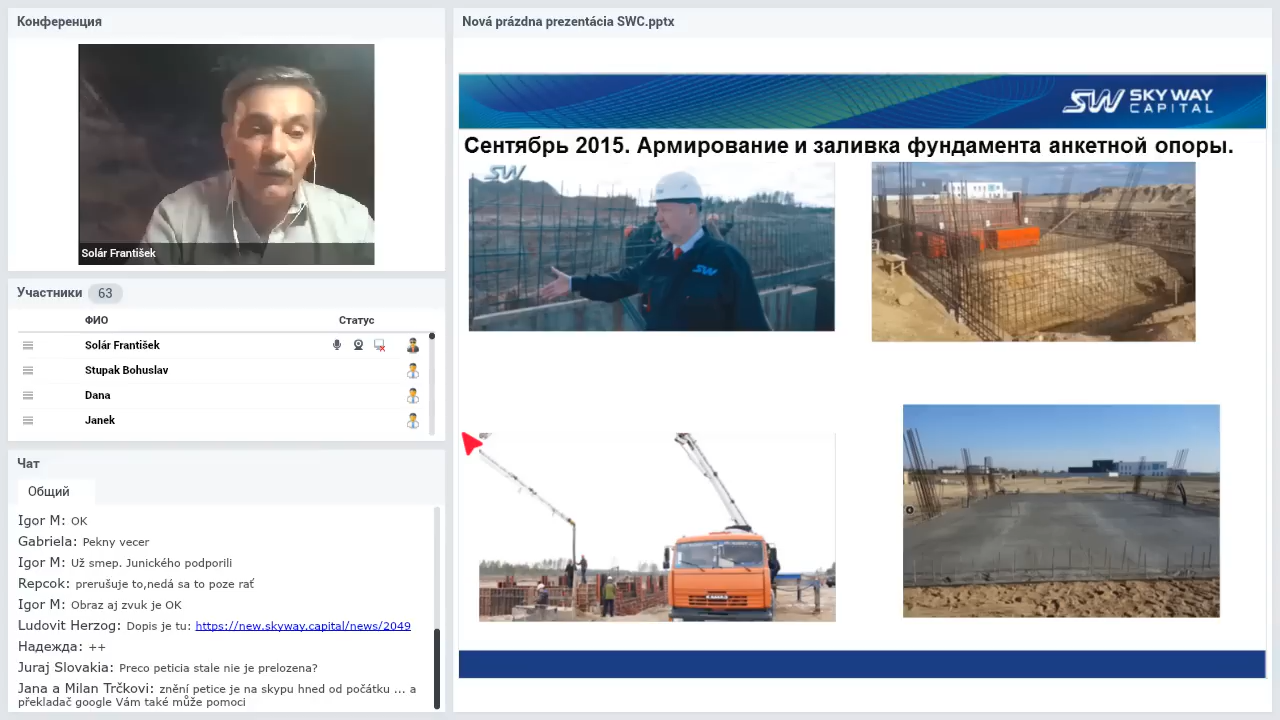 Конференция
Solár František
Участники 63
ФИО Статус
Solár František
Stupak Bohuslav
Dana
Janek
Чат
Общий
Igor M: OK
Gabriela: Pekny vecer
Igor M: Už smep. Junického podporili
Repcok: prerušuje to,nedá sa to poze rať
Igor M: Obraz aj zvuk je OK
Ludovit Herzog: Dopis je tu: https://new.skyway.capital/news/2049
Надежда: ++
Juraj Slovakia: Preco peticia stale nie je prelozena?
Jana a Milan Trčkovi: znění petice je na skypu hned od počátku ... a
překladač google Vám také může pomoci
Nová prázdna prezentácia SWC.pptx
SW SKY WAY
CAPITAL
Сентябрь 2015. Армирование и заливка фундамента анкетной опоры.
SW
SW